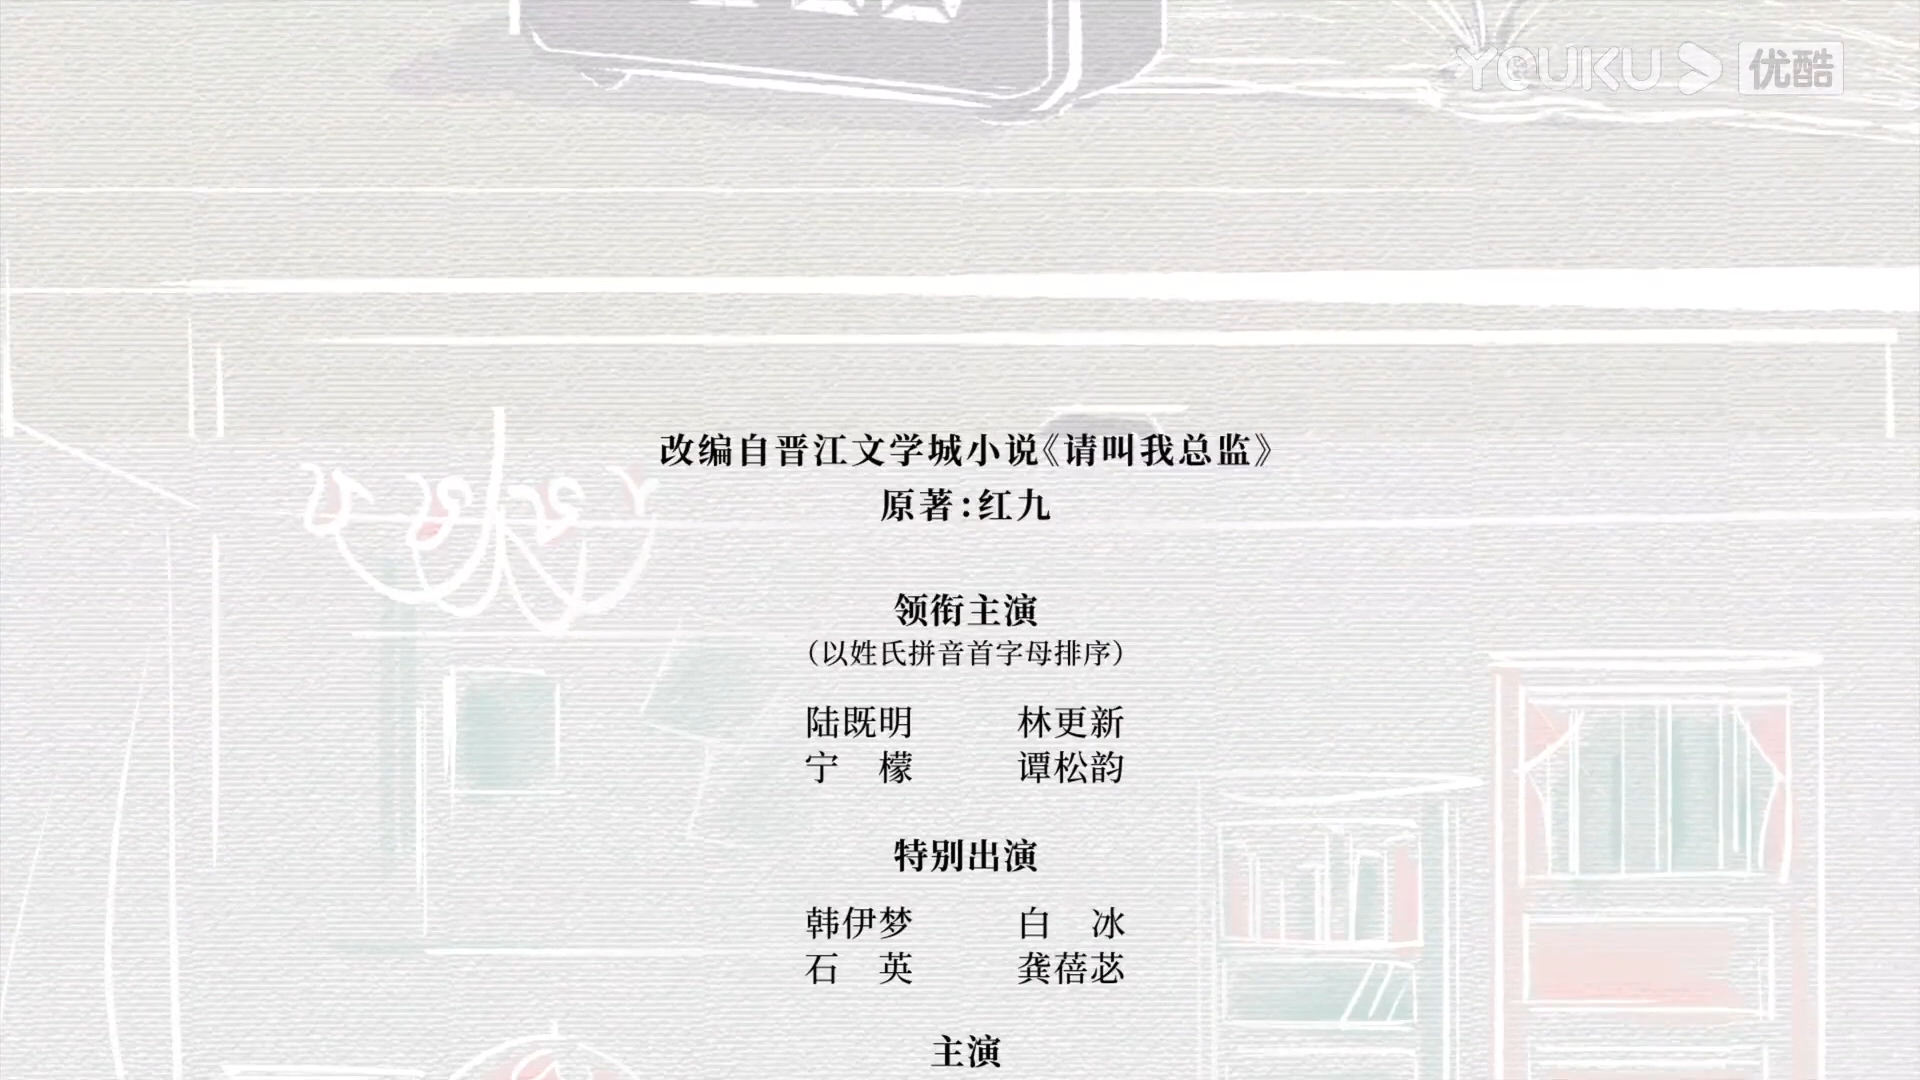 YOUKU 优酷
改编自晋江文学城小说《请叫我总监》
原著:红九
领衔主演
（以姓氏拼音首字母排序）
陆既明 林更新
宁 檬 谭松韵
特别出演
韩伊梦 白 冰
石 英 龚蓓苾
主演